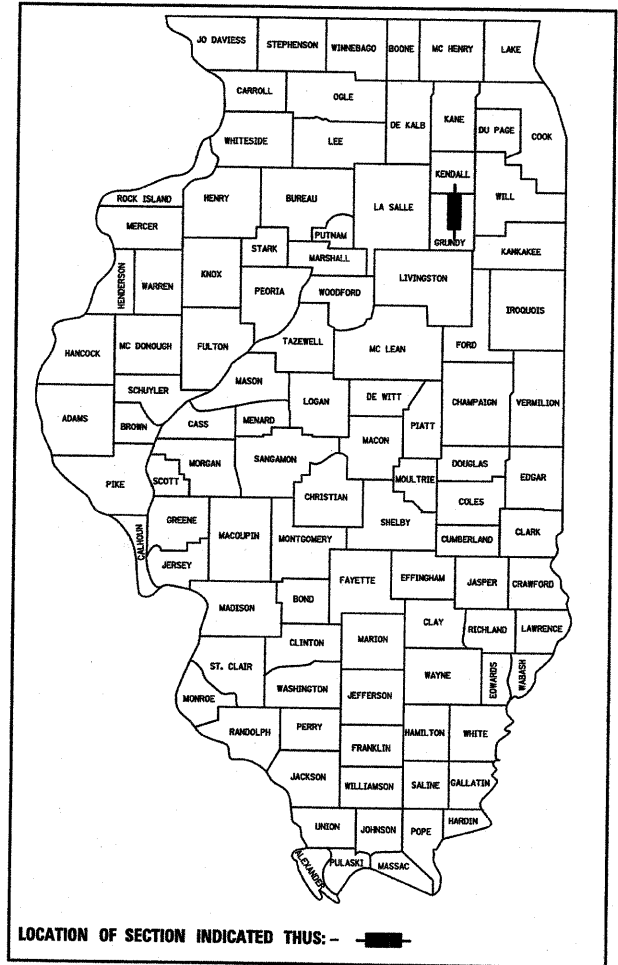 JO DAVIESS STEPHENSON WINNEBAGO BOONE MC HENRY LAKE
CARROLL OGLE DE KALB KANE DU PAGE COOK
WHITESIDE LEE
KENDALL
ROCK ISLAND HENRY BUREAU LA SALLE WILL
MERCER PUTNAM GRUNDY
STARK MARSHALL KANKAKEE
HENDERSON WARREN KNOX PEORIA WOODFORD LIVINGSTON
IROQUOIS
HANCOCK MC DONOUGH FULTON TAZEWELL MC LEAN FORD
MASON
SCHUYLER LOGAN DE WITT CHAMPAIGN VERMILION
ADAMS BROWN CASS MENARD MACON PIATT
PIKE SCOTT MORGAN SANGAMON MOULTRIE DOUGLAS EDGAR
CHRISTIAN COLES
GREENE MACOUPIN MONTGOMERY SHELBY CUMBERLAND CLARK
CALHOUN JERSEY
FAYETTE EFFINGHAM JASPER CRAWFORD
MADISON BOND
CLAY RICHLAND LAWRENCE
CLINTON MARION
ST. CLAIR WAYNE EDWARDS WABASH
MONROE WASHINGTON JEFFERSON
RANDOLPH PERRY HAMILTON WHITE
FRANKLIN
JACKSON WILLIAMSON SALINE GALLATIN
UNION JOHNSON POPE HARDIN
ALEXANDER PULASKI MASSAC
LOCATION OF SECTION INDICATED THUS: -